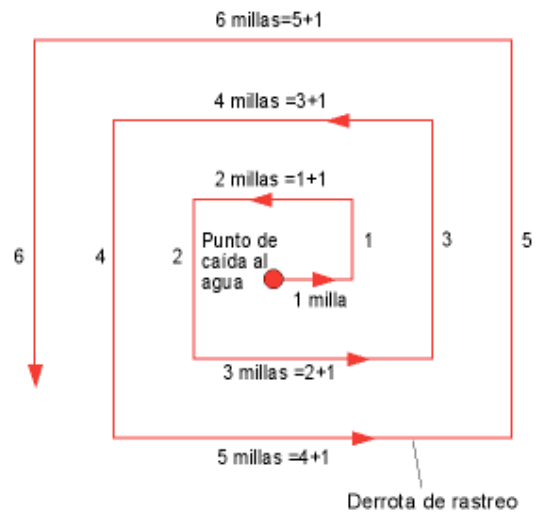 6 millas=5+1
4 millas =3+1
2 millas =1+1
Punto de
caída al
agua
1 milla
6
4
2
1
3
5
3 millas =2+1
5 millas =4+1
Derrota de rastreo